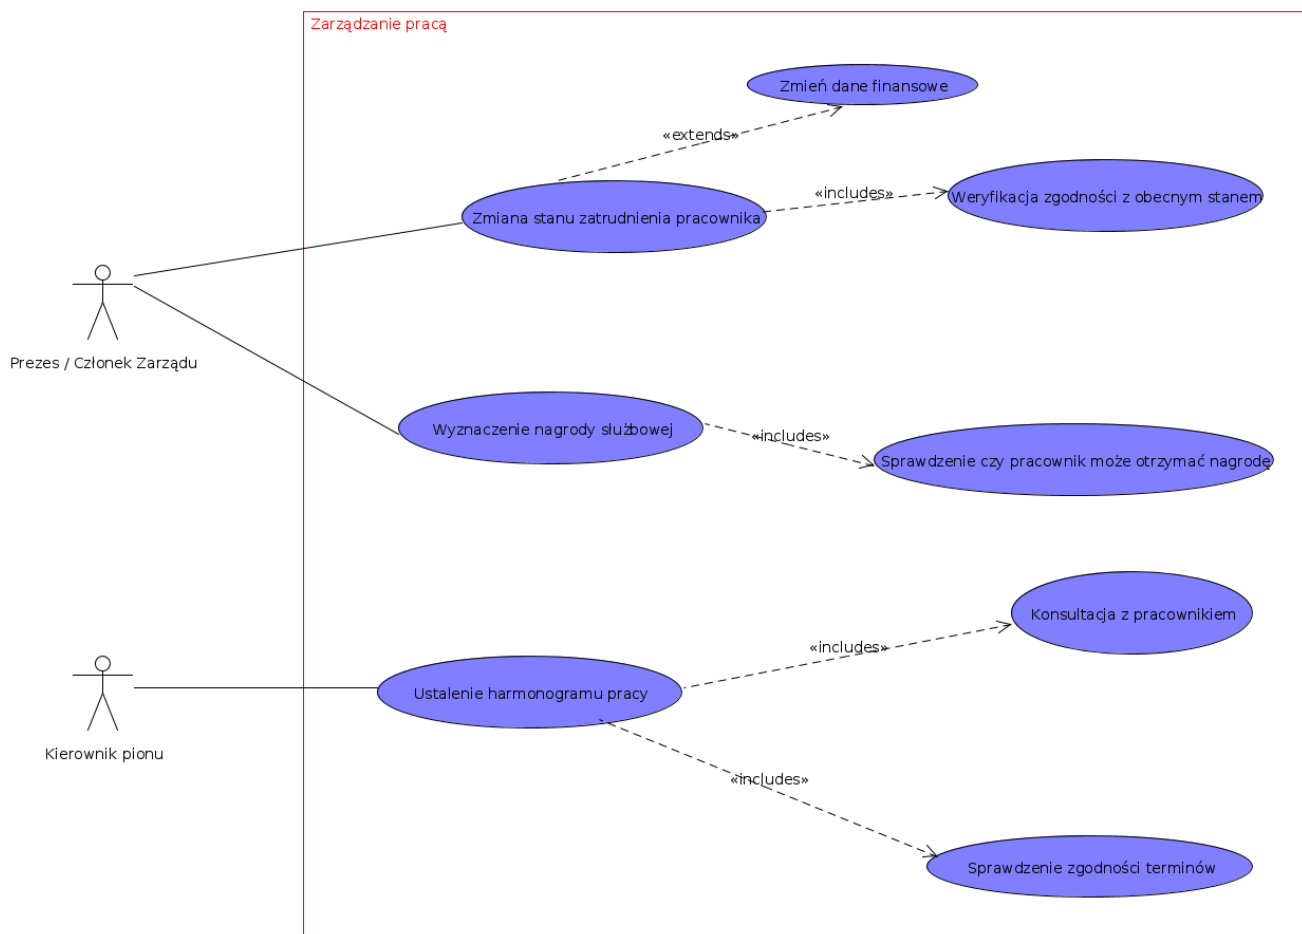 Zarządzanie pracą
Zmień dane finansowe
«extends»
«includes»
Weryfikacja zgodności z obecnym stanem
Zmiana stanu zatrudnienia pracownika
Prezes / Członek Zarządu
Wyznaczenie nagrody służbowej
«includes»
Sprawdzenie czy pracownik może otrzymać nagrodę
Konsultacja z pracownikiem
«includes»
Ustalenie harmonogramu pracy
Kierownik pionu
«includes»
Sprawdzenie zgodności terminów